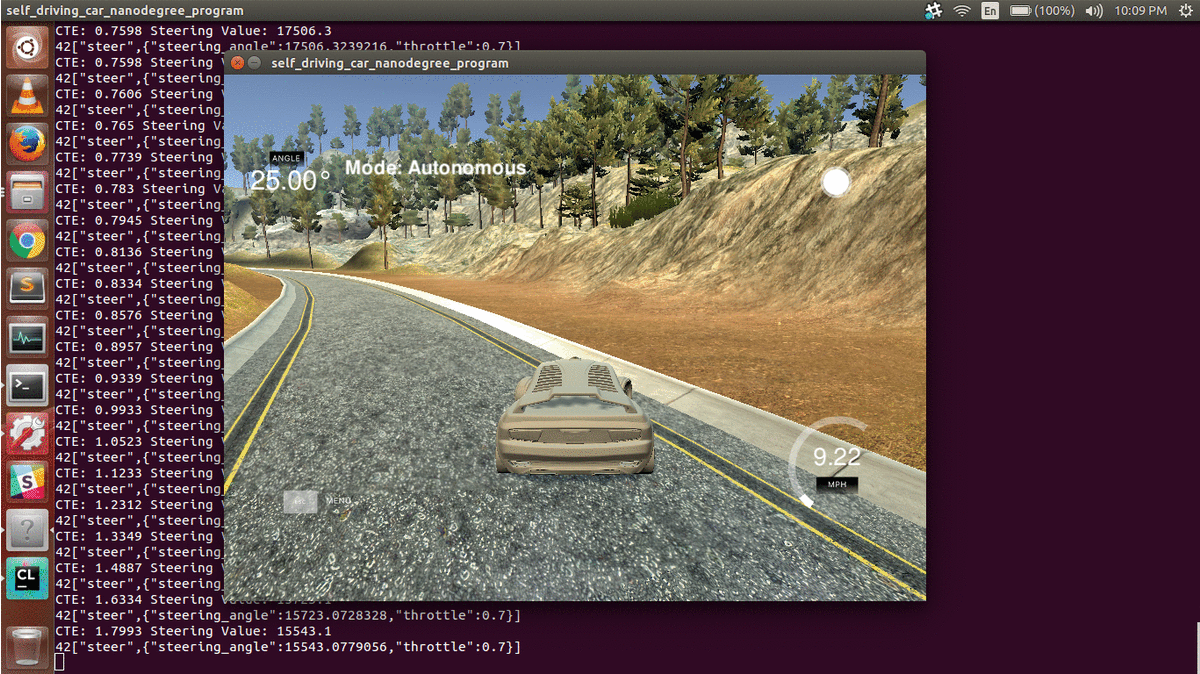 self_driving_car_nanodegree_program
En
(100%)
10:09 PM
CTE: 0.7598 Steering Value: 17506.3
42["steer",{"steering_angle":17506.3239216,"throttle":0.7}]
CTE: 0.7598 Steering V
42["steer",{"steering_
CTE: 0.7606 Steering V
42["steer",{"steering_
CTE: 0.765 Steering Va
42["steer",{"steering_
CTE: 0.7739 Steering V
42["steer",{"steering_
CTE: 0.783 Steering Va
42["steer",{"steering_
CTE: 0.7945 Steering V
42["steer",{"steering_
CTE: 0.8136 Steering V
42["steer",{"steering_
CTE: 0.8334 Steering V
42["steer",{"steering_
CTE: 0.8576 Steering V
42["steer",{"steering_
CTE: 0.8957 Steering V
42["steer",{"steering_
CTE: 0.9339 Steering V
42["steer",{"steering_
CTE: 0.9933 Steering V
42["steer",{"steering_
CTE: 1.0523 Steering V
42["steer",{"steering_
CTE: 1.1233 Steering V
42["steer",{"steering_
CTE: 1.2312 Steering V
42["steer",{"steering_
CTE: 1.3349 Steering V
42["steer",{"steering_
CTE: 1.4887 Steering V
42["steer",{"steering_
CTE: 1.6334 Steering
42["steer",{"steering_angle":15723.0728328,"throttle":0.7}]
CTE: 1.7993 Steering Value: 15543.1
42["steer",{"steering_angle":15543.0779056,"throttle":0.7}]
self_driving_car_nanodegree_program
ANGLE
25.00°
Mode: Autonomous
9.22
MPH
MENU
S
S
CL